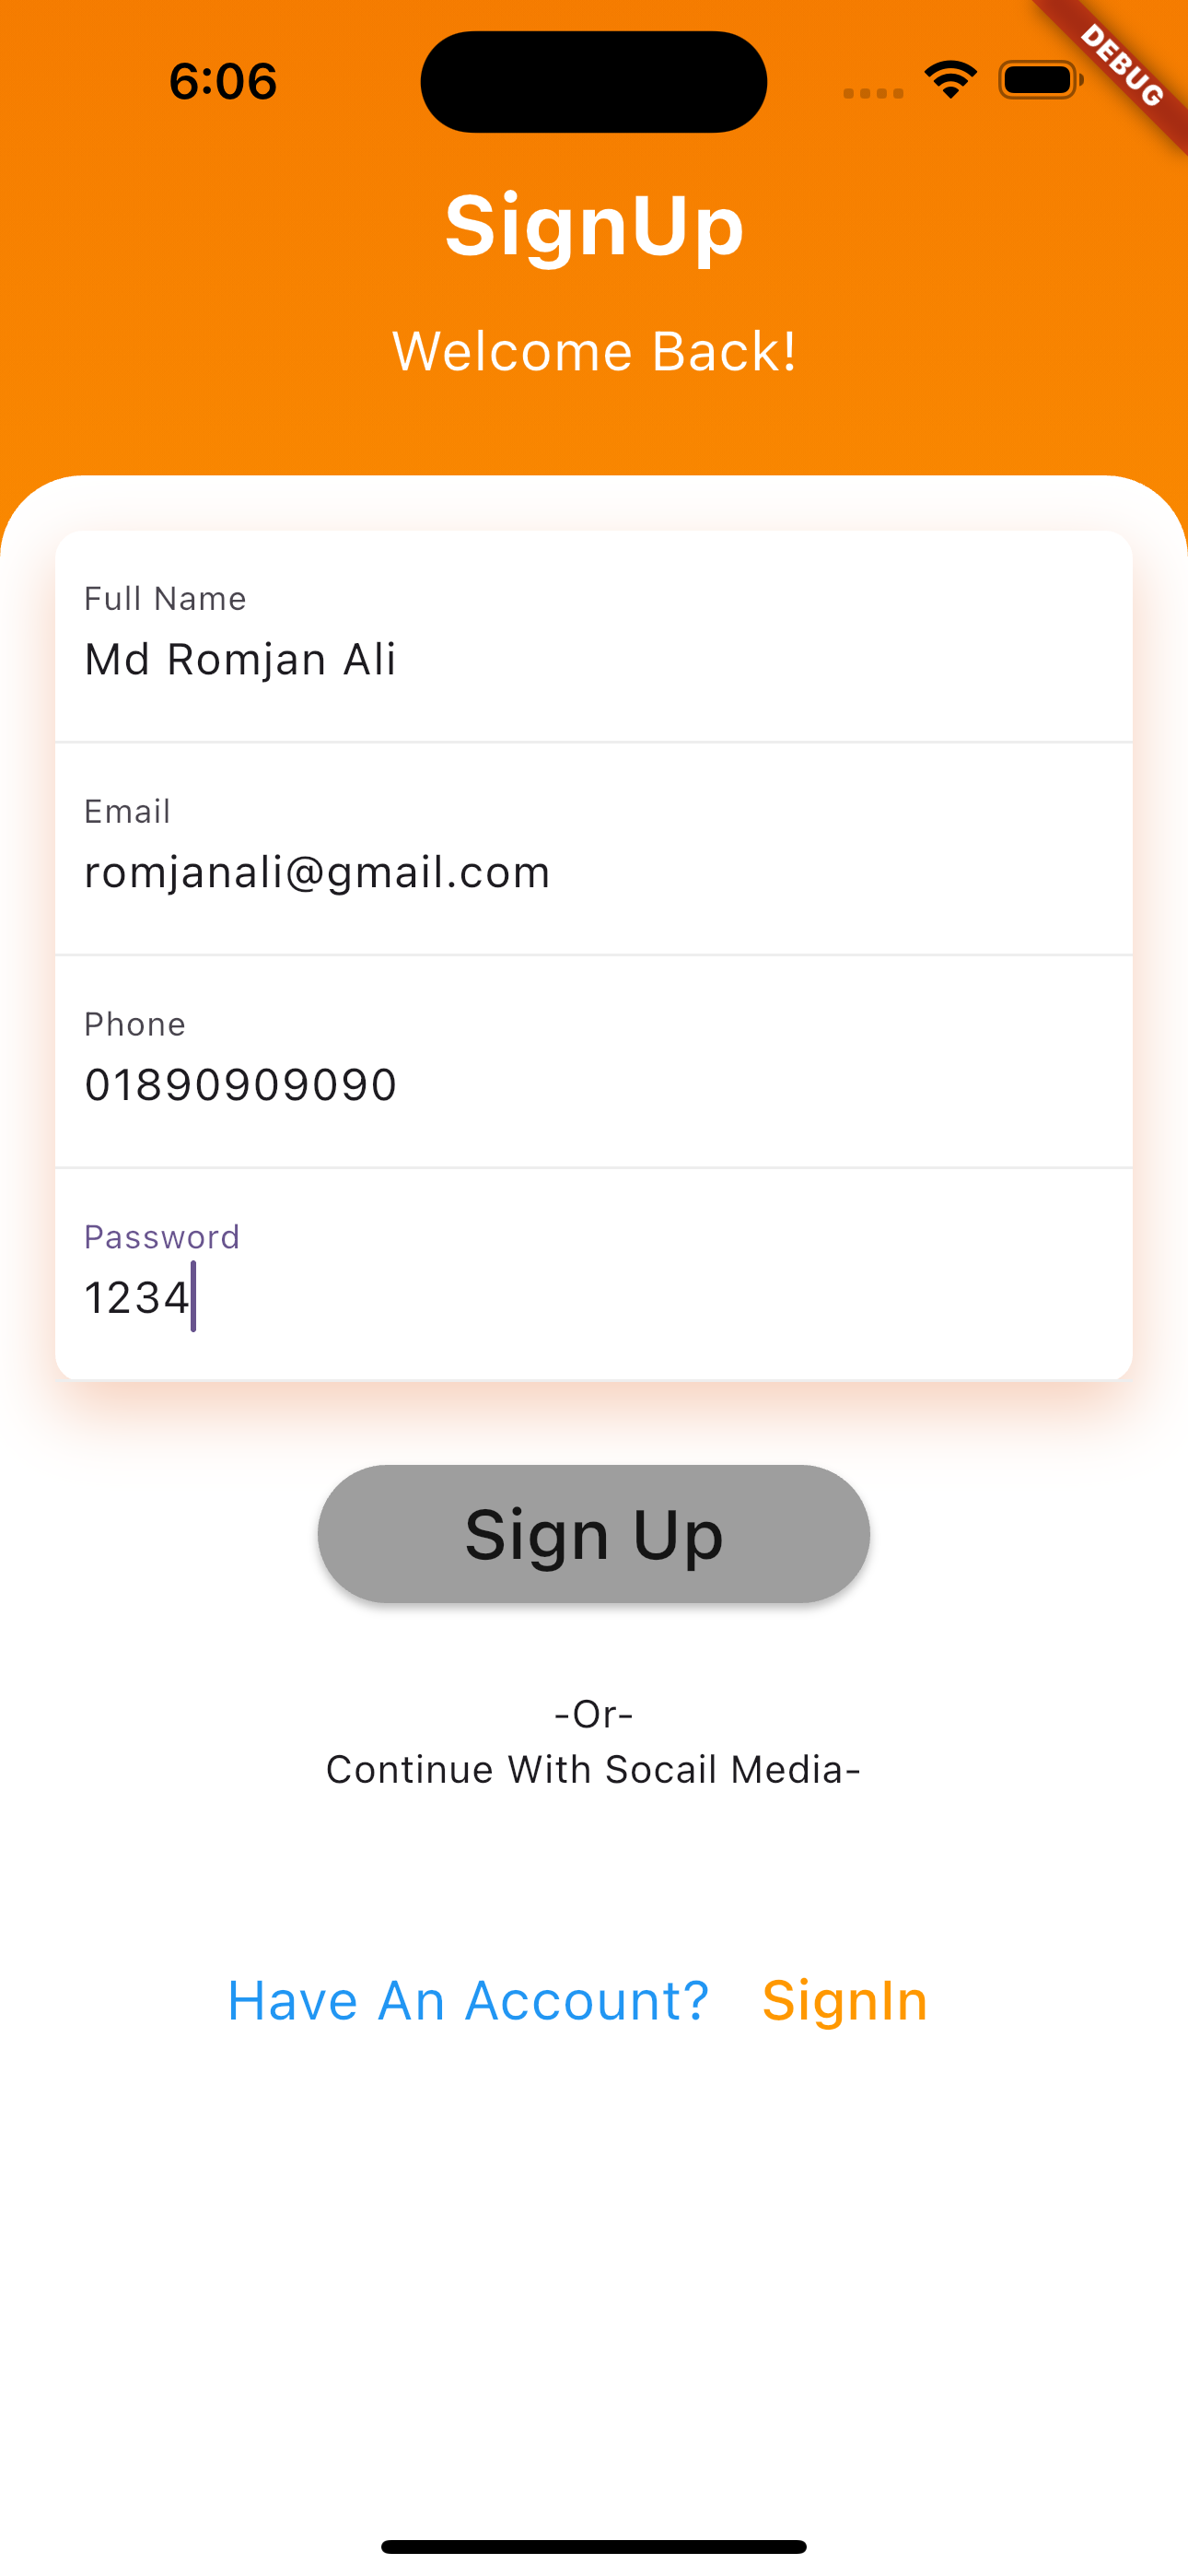 6:06
DEBUG
SignUp
Welcome Back!
Full Name
Md Romjan Ali
Email
romjanali@gmail.com
Phone
01890909090
Password
1234
Sign Up
-Or-
Continue With Socail Media-
Have An Account? SignIn